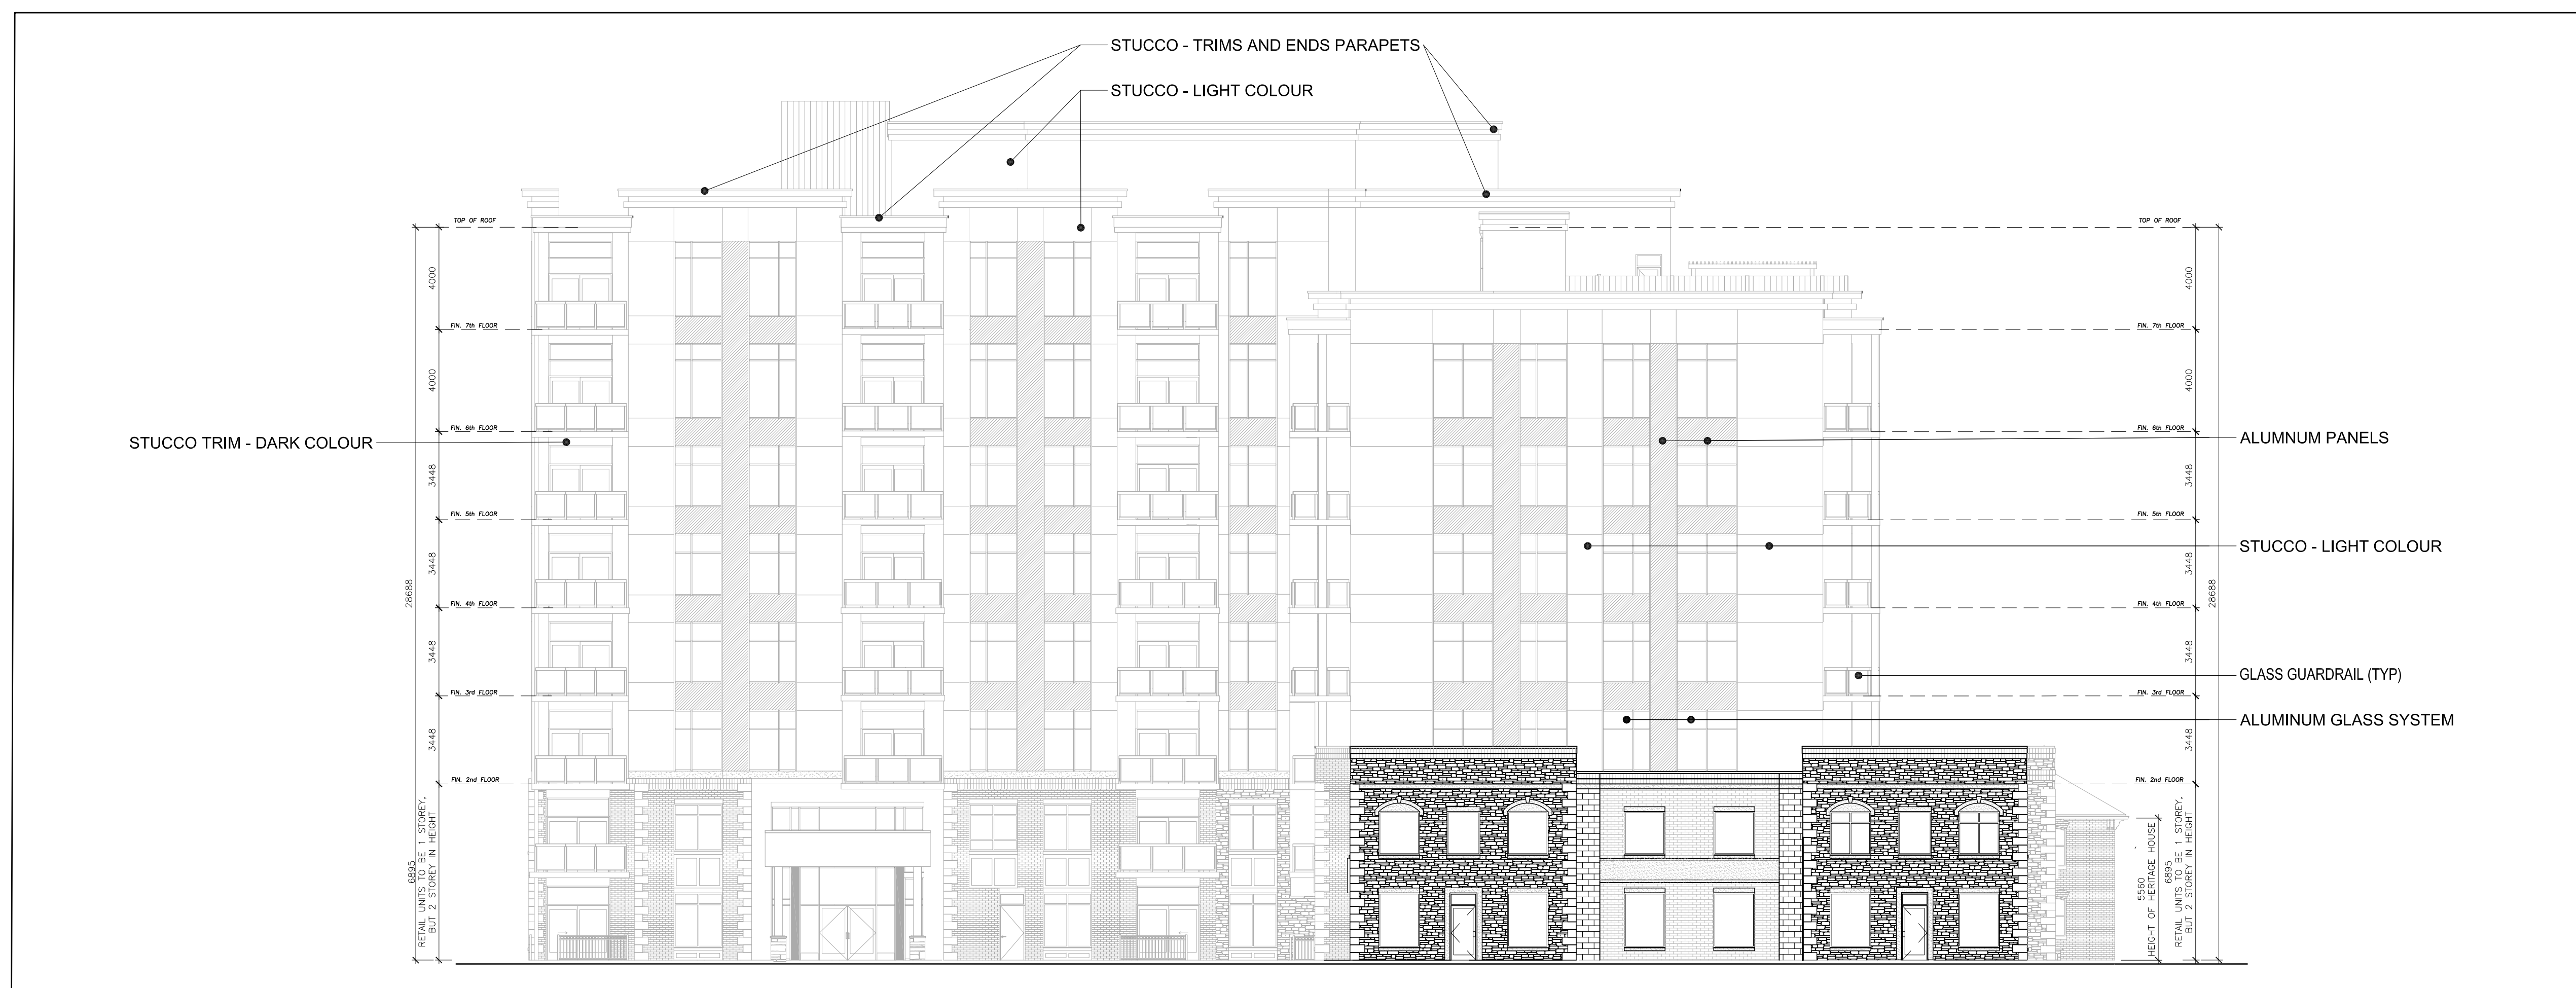 STUCCO - TRIMS AND ENDS PARAPETS
STUCCO - LIGHT COLOUR
TOP OF ROOF
TOP OF ROOF
4000
4000
FIN. 7th FLOOR
FIN. 7th FLOOR
4000
4000
FIN. 6th FLOOR
FIN. 6th FLOOR
STUCCO TRIM - DARK COLOUR
ALUMNUM PANELS
3448
3448
FIN. 5th FLOOR
FIN. 5th FLOOR
STUCCO - LIGHT COLOUR
3448
3448
28688
28688
FIN. 4th FLOOR
FIN. 4th FLOOR
3448
3448
GLASS GUARDRAIL (TYP)
FIN. 3rd FLOOR
FIN. 3rd FLOOR
ALUMINUM GLASS SYSTEM
3448
3448
FIN. 2nd FLOOR
FIN. 2nd FLOOR
6895
RETAIL UNITS TO BE 1 STOREY,
BUT 2 STOREY IN HEIGHT
5560
HEIGHT OF HERITAGE HOUSE
6895
RETAIL UNITS TO BE 1 STOREY,
BUT 2 STOREY IN HEIGHT